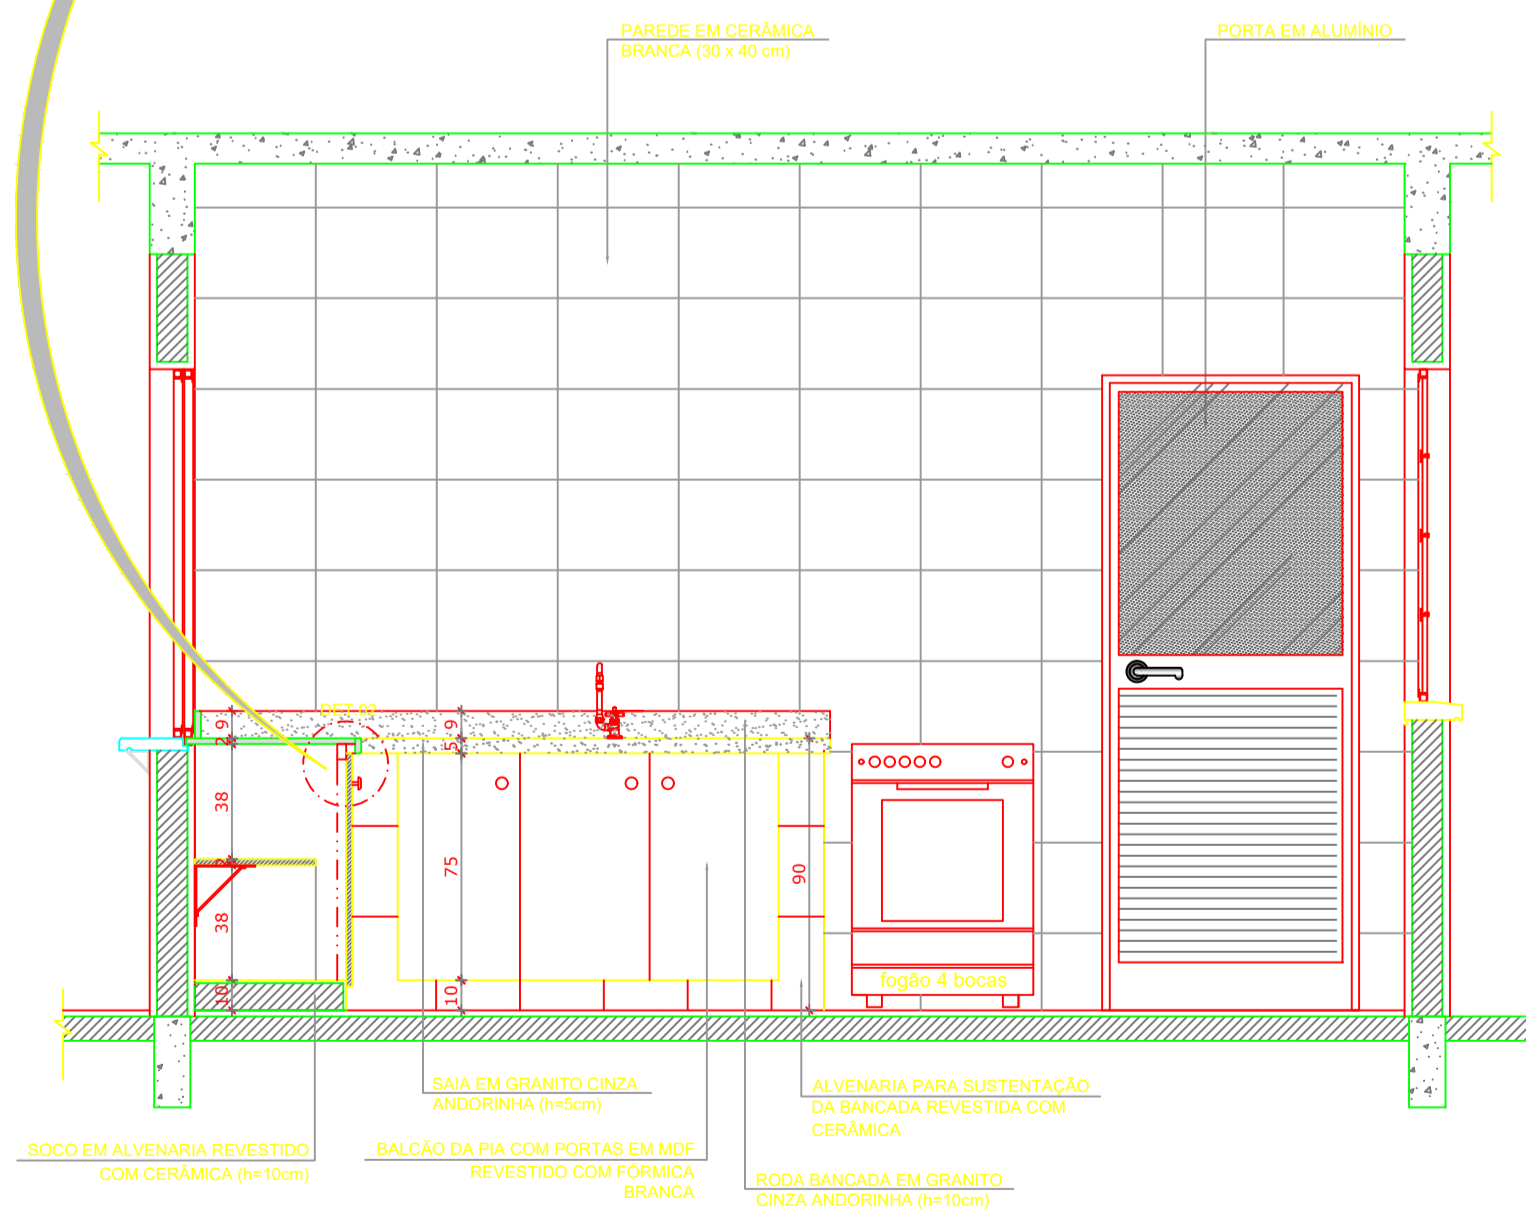 PAREDE EM CERÂMICA
BRANCA (30 x 40 cm)
PORTA EM ALUMÍNIO
DET 02
9
2
38
2
38
10
9
5
75
10
90
fogão 4 bocas
SAIA EM GRANITO CINZA
ANDORINHA (h=5cm)
ALVENARIA PARA SUSTENTAÇÃO
DA BANCADA REVESTIDA COM
CERÂMICA
SOCO EM ALVENARIA REVESTIDO
COM CERÂMICA (h=10cm)
BALCÃO DA PIA COM PORTAS EM MDF
REVESTIDO COM FÓRMICA
BRANCA
RODA BANCADA EM GRANITO
CINZA ANDORINHA (h=10cm)